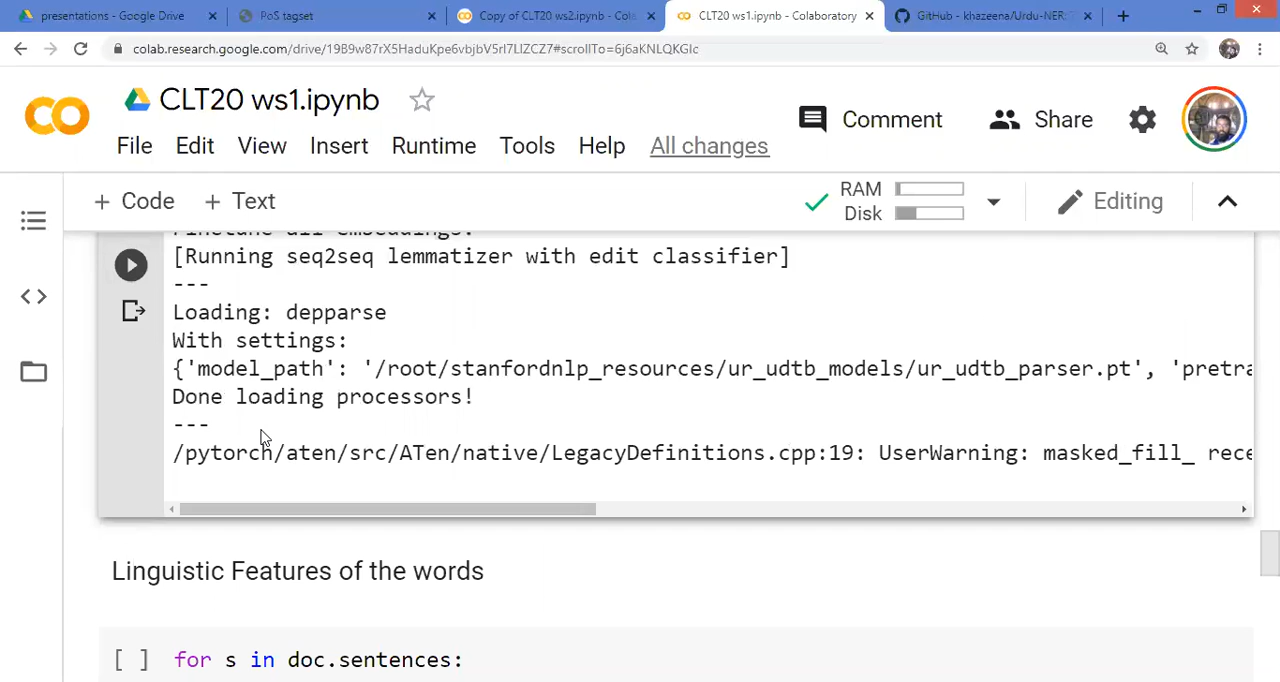 presentations - Google Drive
PoS tagset
Copy of CLT20 ws2.ipynb - Cola
CLT20 ws1.ipynb - Colaboratory
GitHub - khazeena/Urdu-NER:
colab.research.google.com/drive/19B9w87rX5HaduKpe6vbjbV5rI7LIZCZ7#scrollTo=6j6aKNLQKGIc
CLT20 ws1.ipynb
Comment
Share
File Edit View Insert Runtime Tools Help All changes
+ Code + Text
RAM
Disk
Editing
Finetune all embeddings.
[Running seq2seq lemmatizer with edit classifier]
---
Loading: depparse
With settings:
{'model_path': '/root/stanfordnlp_resources/ur_udtb_models/ur_udtb_parser.pt', 'pretra
Done loading processors!
---
/pytorch/aten/src/ATen/native/LegacyDefinitions.cpp:19: UserWarning: masked_fill_ rece
Linguistic Features of the words
[ ] for s in doc.sentences: